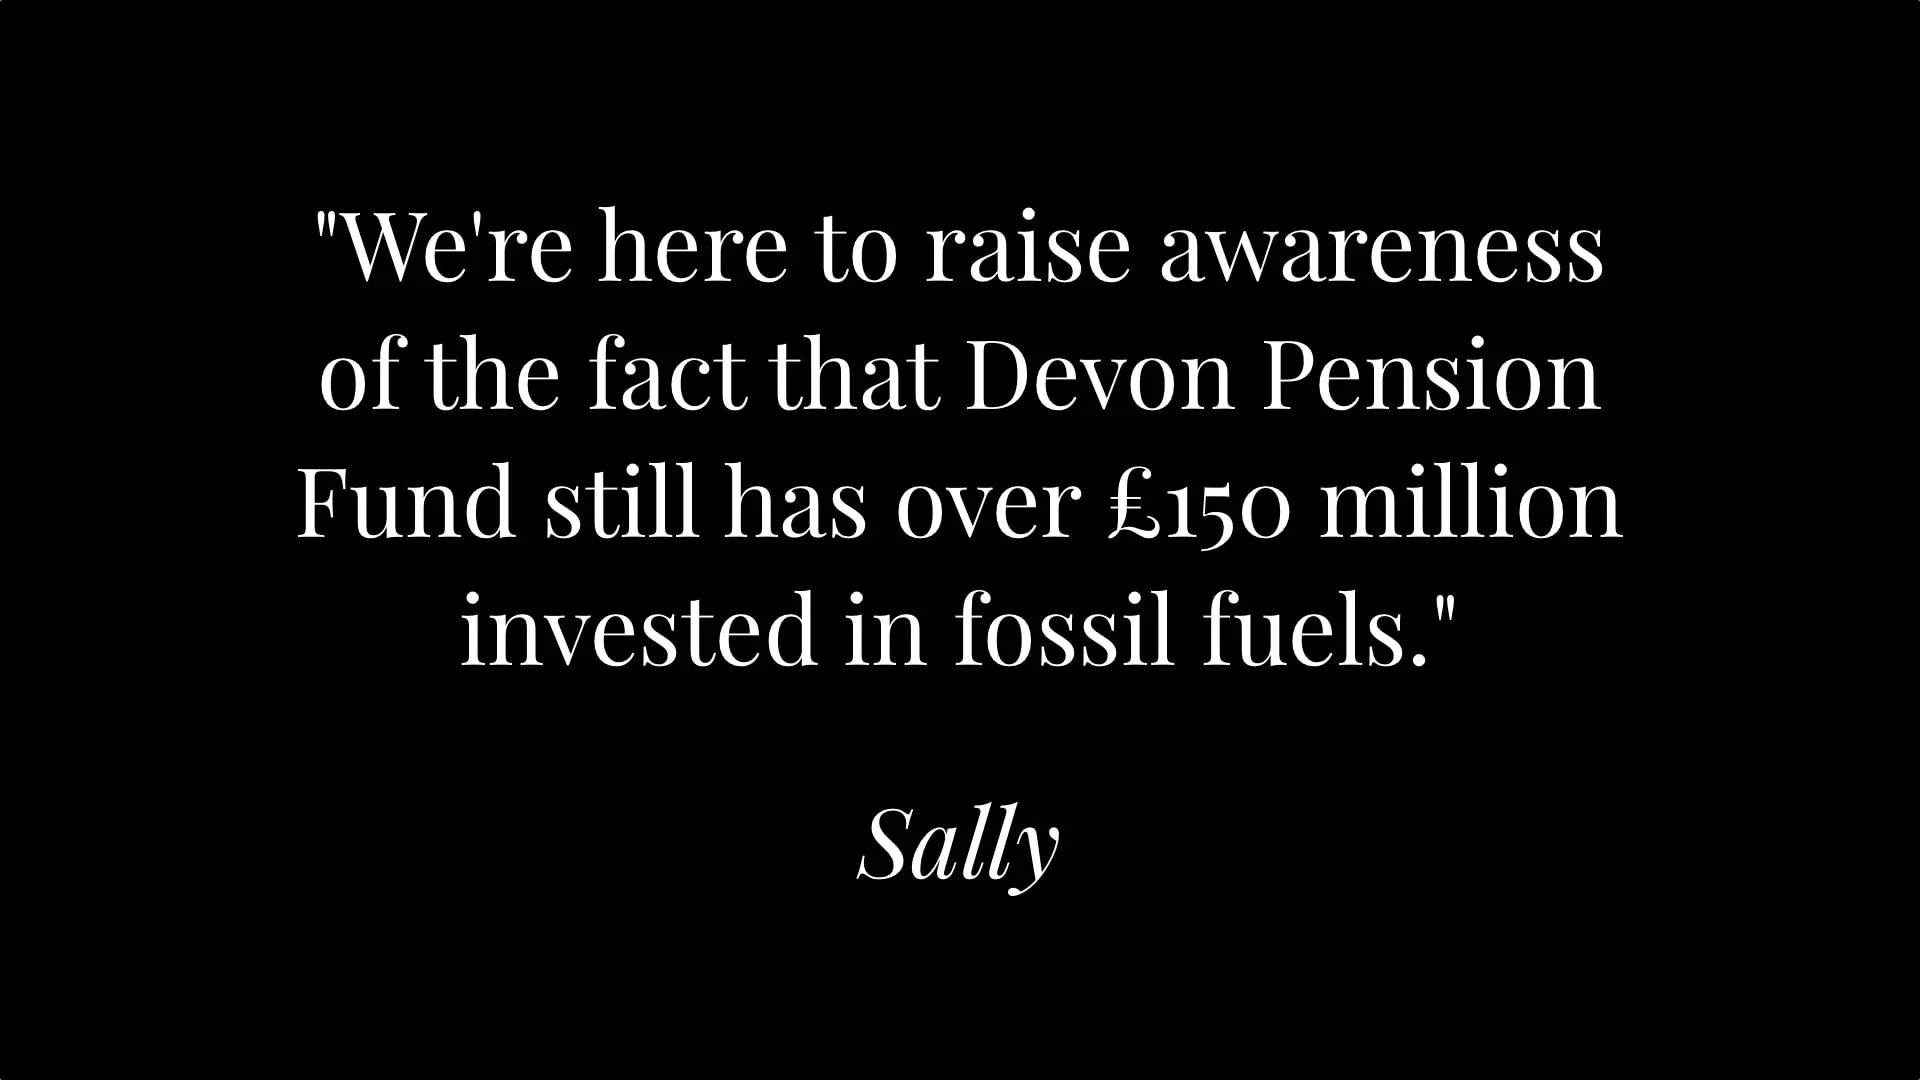 "We're here to raise awareness
of the fact that Devon Pension
Fund still has over £150 million
invested in fossil fuels."
Sally